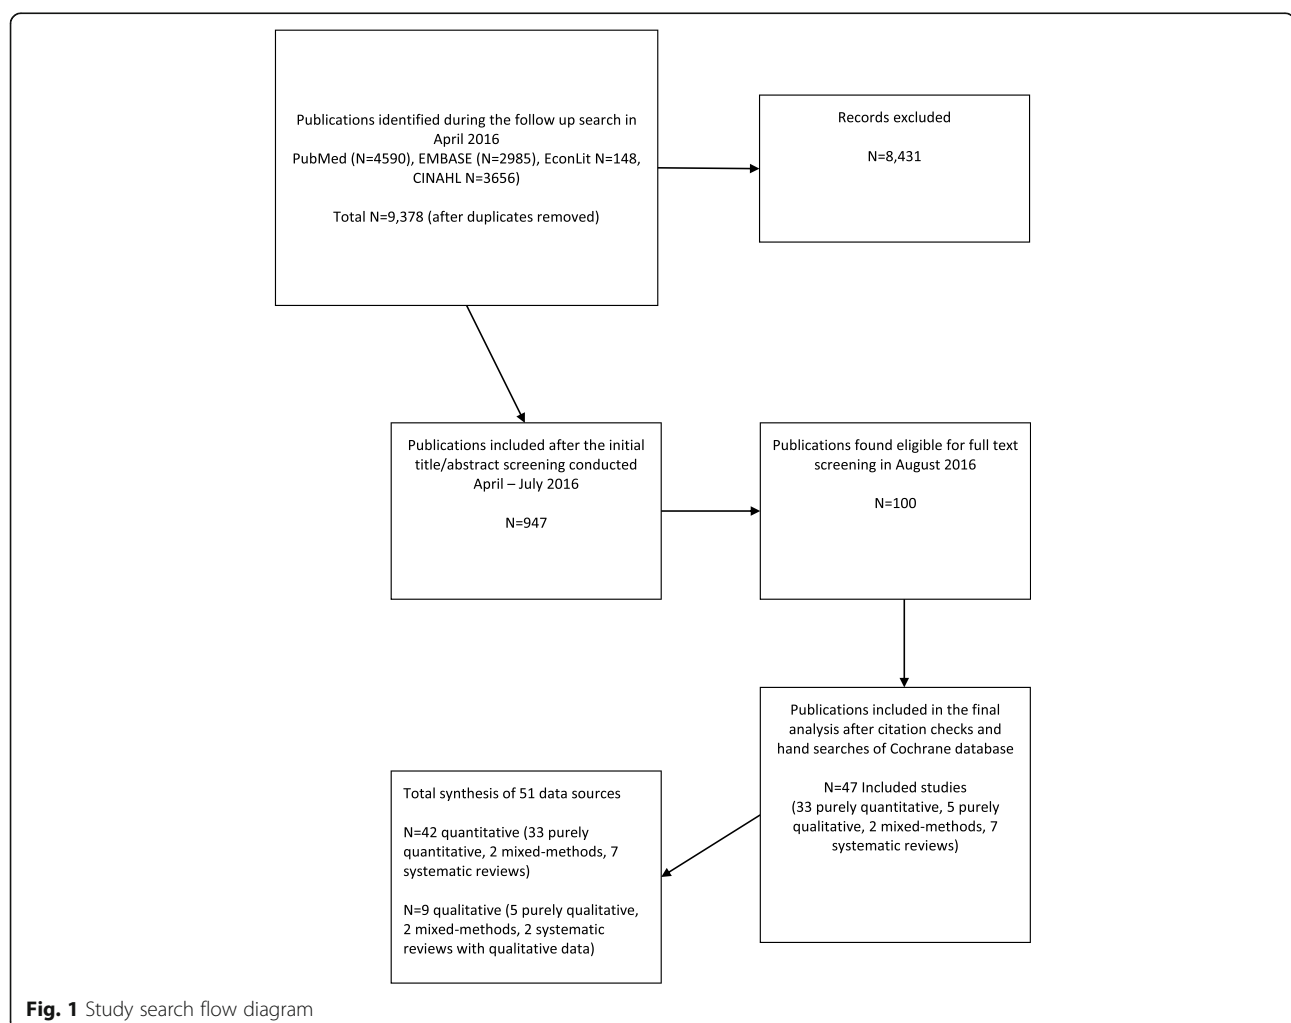 Publications identified during the follow up search in
April 2016
PubMed (N=4590), EMBASE (N=2985), EconLit N=148,
CINAHL N=3656)
Total N=9,378 (after duplicates removed)
Records excluded
N=8,431
Publications included after the initial
title/abstract screening conducted
April – July 2016
N=947
Publications found eligible for full text
screening in August 2016
N=100
Publications included in the final
analysis after citation checks and
hand searches of Cochrane database
N=47 Included studies
(33 purely quantitative, 5 purely
qualitative, 2 mixed-methods, 7
systematic reviews)
Total synthesis of 51 data sources
N=42 quantitative (33 purely
quantitative, 2 mixed-methods, 7
systematic reviews)
N=9 qualitative (5 purely qualitative,
2 mixed-methods, 2 systematic
reviews with qualitative data)
Fig. 1 Study search flow diagram